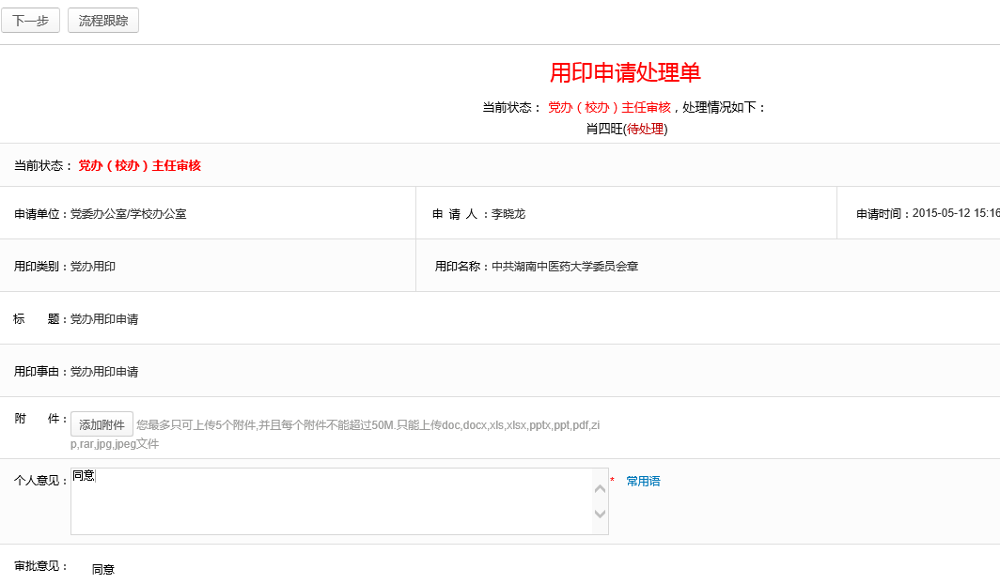 下一步 流程跟踪
用印申请处理单
当前状态： 党办（校办）主任审核，处理情况如下：
肖四旺(待处理)
当前状态： 党办（校办）主任审核
申请单位：党委办公室/学校办公室 申 请 人 ：李晓龙 申请时间：2015-05-12 15:16
用印类别：党办用印 用印名称：中共湖南中医药大学委员会章
标 题：党办用印申请
用印事由：党办用印申请
附 件： 添加附件 您最多只可上传5个附件,并且每个附件不能超过50M.只能上传doc,docx,xls,xlsx,pptx,ppt,pdf,zi
p,rar,jpg,jpeg文件
个人意见：同意 * 常用语
审批意见： 同意